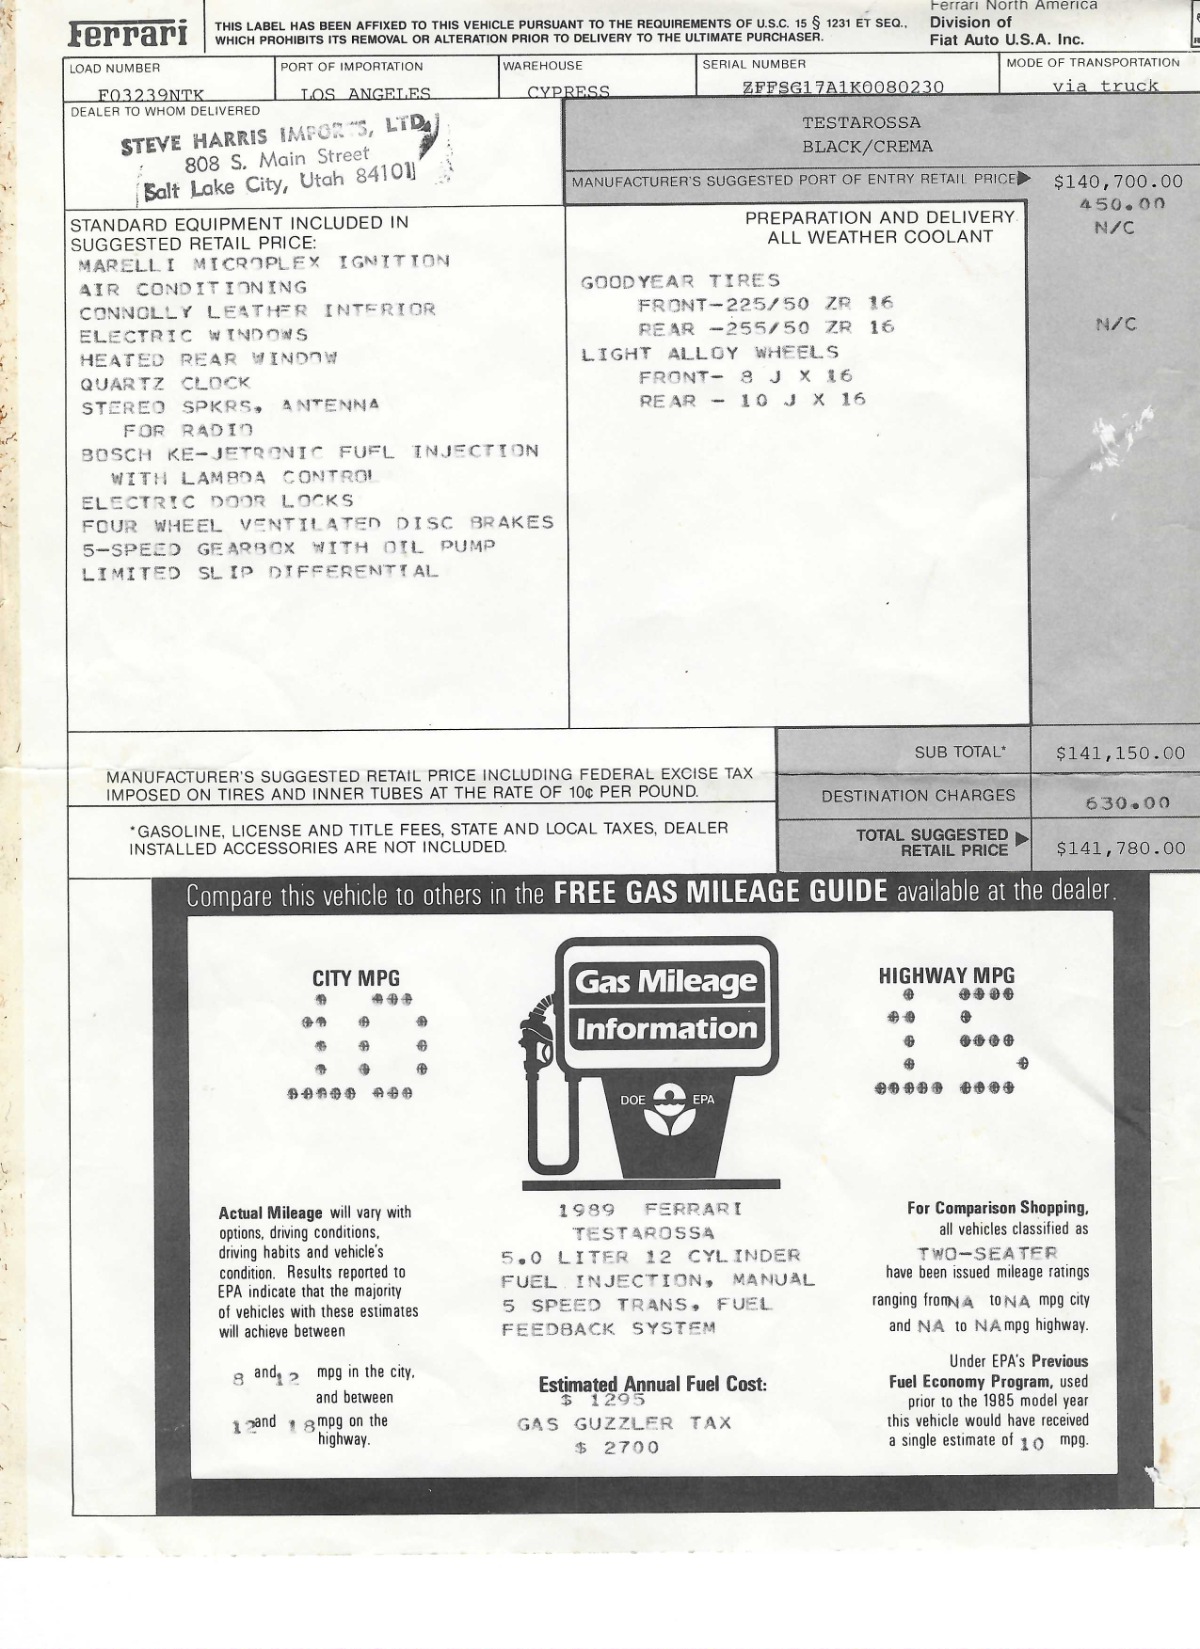 Ferrari
THIS LABEL HAS BEEN AFFIXED TO THIS VEHICLE PURSUANT TO THE REQUIREMENTS OF U.S.C. 15 § 1231 ET SEQ.,
WHICH PROHIBITS ITS REMOVAL OR ALTERATION PRIOR TO DELIVERY TO THE ULTIMATE PURCHASER.
Ferrari North America
Division of
Fiat Auto U.S.A. Inc.
LOAD NUMBER
F03239NTK
PORT OF IMPORTATION
LOS ANGELES
WAREHOUSE
CYPRESS
SERIAL NUMBER
ZFFSG17A1K0080230
MODE OF TRANSPORTATION
via truck
DEALER TO WHOM DELIVERED
STEVE HARRIS IMPORTS, LTD.
808 S. Main Street
Salt Lake City, Utah 84101
TESTAROSSA
BLACK/CREMA
MANUFACTURER'S SUGGESTED PORT OF ENTRY RETAIL PRICE $140,700.00
STANDARD EQUIPMENT INCLUDED IN
SUGGESTED RETAIL PRICE:
MARELLI MICROPLEX IGNITION
AIR CONDITIONING
CONNOLLY LEATHER INTERIOR
ELECTRIC WINDOWS
HEATED REAR WINDOW
QUARTZ CLOCK
STEREO SPKRS, ANTENNA
FOR RADIO
BOSCH KE-JETRONIC FUEL INJECTION
WITH LAMBDA CONTROL
ELECTRIC DOOR LOCKS
FOUR WHEEL VENTILATED DISC BRAKES
5-SPEED GEARBOX WITH OIL PUMP
LIMITED SLIP DIFFERENTIAL
PREPARATION AND DELIVERY 450.00
ALL WEATHER COOLANT N/C
GOODYEAR TIRES
FRONT-225/50 ZR 16
REAR -255/50 ZR 16 N/C
LIGHT ALLOY WHEELS
FRONT- 8 J X 16
REAR - 10 J X 16
MANUFACTURER'S SUGGESTED RETAIL PRICE INCLUDING FEDERAL EXCISE TAX
IMPOSED ON TIRES AND INNER TUBES AT THE RATE OF 10¢ PER POUND.
*GASOLINE, LICENSE AND TITLE FEES, STATE AND LOCAL TAXES, DEALER
INSTALLED ACCESSORIES ARE NOT INCLUDED.
SUB TOTAL* $141,150.00
DESTINATION CHARGES 630.00
TOTAL SUGGESTED
RETAIL PRICE $141,780.00
Compare this vehicle to others in the FREE GAS MILEAGE GUIDE available at the dealer.
CITY MPG
10
Gas Mileage
Information
DOE EPA
HIGHWAY MPG
15
Actual Mileage will vary with
options, driving conditions,
driving habits and vehicle's
condition. Results reported to
EPA indicate that the majority
of vehicles with these estimates
will achieve between
8 and 12 mpg in the city,
and between
12 and 18 mpg on the
highway.
1989 FERRARI
TESTAROSSA
5.0 LITER 12 CYLINDER
FUEL INJECTION, MANUAL
5 SPEED TRANS, FUEL
FEEDBACK SYSTEM
Estimated Annual Fuel Cost:
$ 1295
GAS GUZZLER TAX
$ 2700
For Comparison Shopping,
all vehicles classified as
TWO-SEATER
have been issued mileage ratings
ranging from NA to NA mpg city
and NA to NA mpg highway.
Under EPA's Previous
Fuel Economy Program, used
prior to the 1985 model year
this vehicle would have received
a single estimate of 10 mpg.